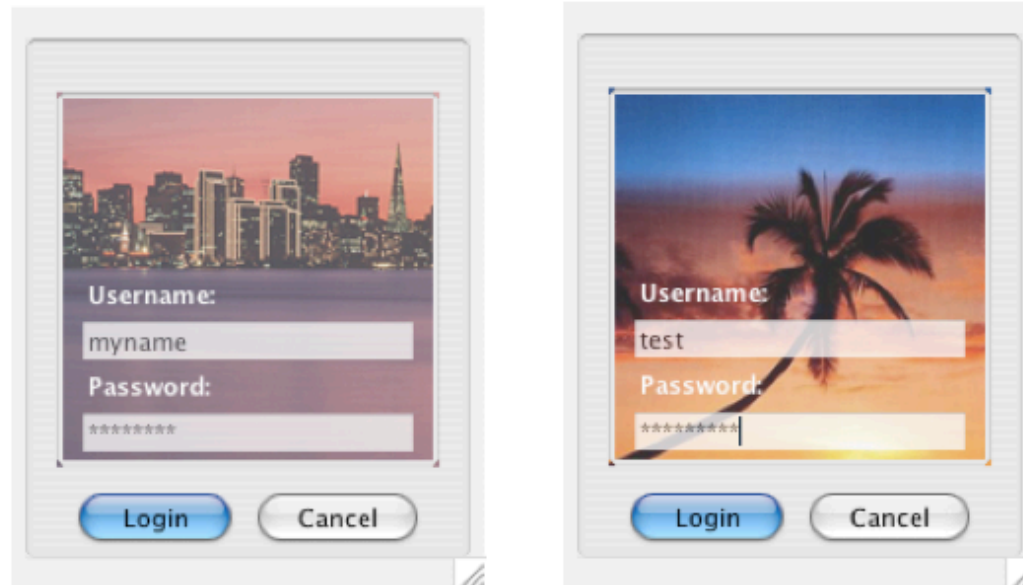 Username:
myname
Password:
********
Login Cancel
Username:
test
Password:
*********
Login Cancel